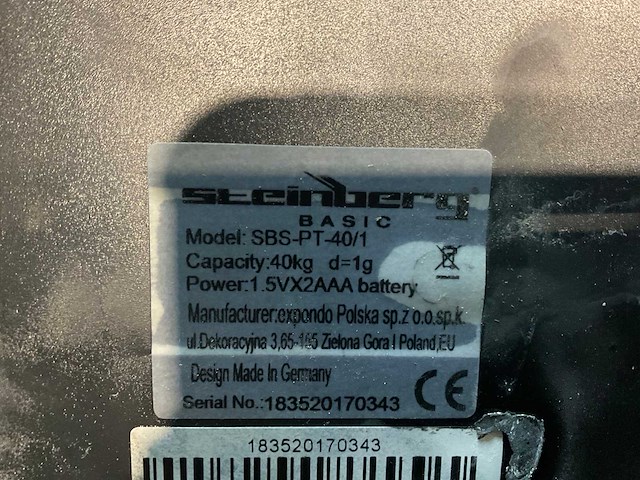 steinberg
BASIC
Model: SBS-PT-40/1
Capacity:40kg d=1g
Power:1.5VX2AAA battery
Manufacturer:expondo Polska sp.z o.o.sp.k.
ul.Dekoracyjna 3,65-155 Zielona Gora | Poland,EU
Design Made In Germany
CE
Serial No.:183520170343
183520170343